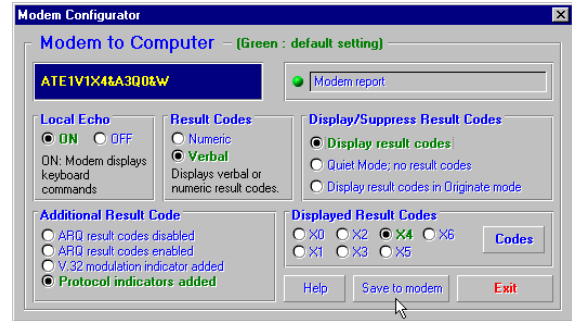 Modem Configurator
Modem to Computer – (Green : default setting)
ATE1V1X4&A3Q0&W
Modem report
Local Echo
ON OFF
ON: Modem displays
keyboard
commands
Result Codes
Numeric
Verbal
Displays verbal or
numeric result codes.
Display/Suppress Result Codes
Display result codes
Quiet Mode; no result codes
Display result codes in Originate mode
Additional Result Code
ARQ result codes disabled
ARQ result codes enabled
V.32 modulation indicator added
Protocol indicators added
Displayed Result Codes
X0 X2 X4 X6
X1 X3 X5
Codes
Help Save to modem Exit